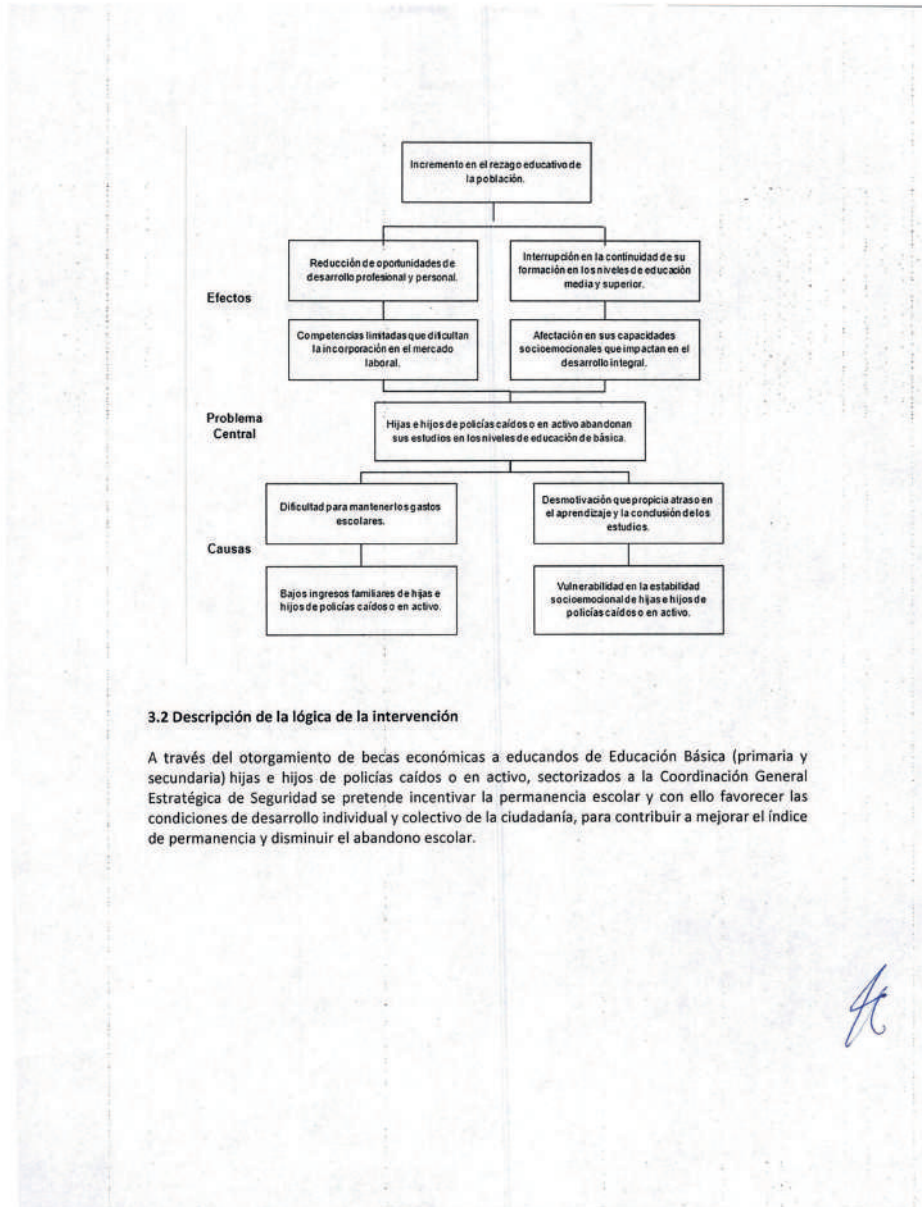 Incremento en el rezago educativo de
la población.
Reducción de oportunidades de
desarrollo profesional y personal.
Interrupción en la continuidad de su
formación en los niveles de educación
media y superior.
Efectos
Competencias limitadas que dificultan
la incorporación en el mercado
laboral.
Afectación en sus capacidades
socioemocionales que impactan en el
desarrollo integral.
Problema
Central
Hijas e hijos de policías caídos o en activo abandonan
sus estudios en los niveles de educación de básica.
Dificultad para mantener los gastos
escolares.
Desmotivación que propicia atraso en
el aprendizaje y la conclusión de los
estudios.
Causas
Bajos ingresos familiares de hijas e
hijos de policías caídos o en activo.
Vulnerabilidad en la estabilidad
socioemocional de hijas e hijos de
policías caídos o en activo.
3.2 Descripción de la lógica de la intervención
A través del otorgamiento de becas económicas a educandos de Educación Básica (primaria y
secundaria) hijas e hijos de policías caídos o en activo, sectorizados a la Coordinación General
Estratégica de Seguridad se pretende incentivar la permanencia escolar y con ello favorecer las
condiciones de desarrollo individual y colectivo de la ciudadanía, para contribuir a mejorar el índice
de permanencia y disminuir el abandono escolar.